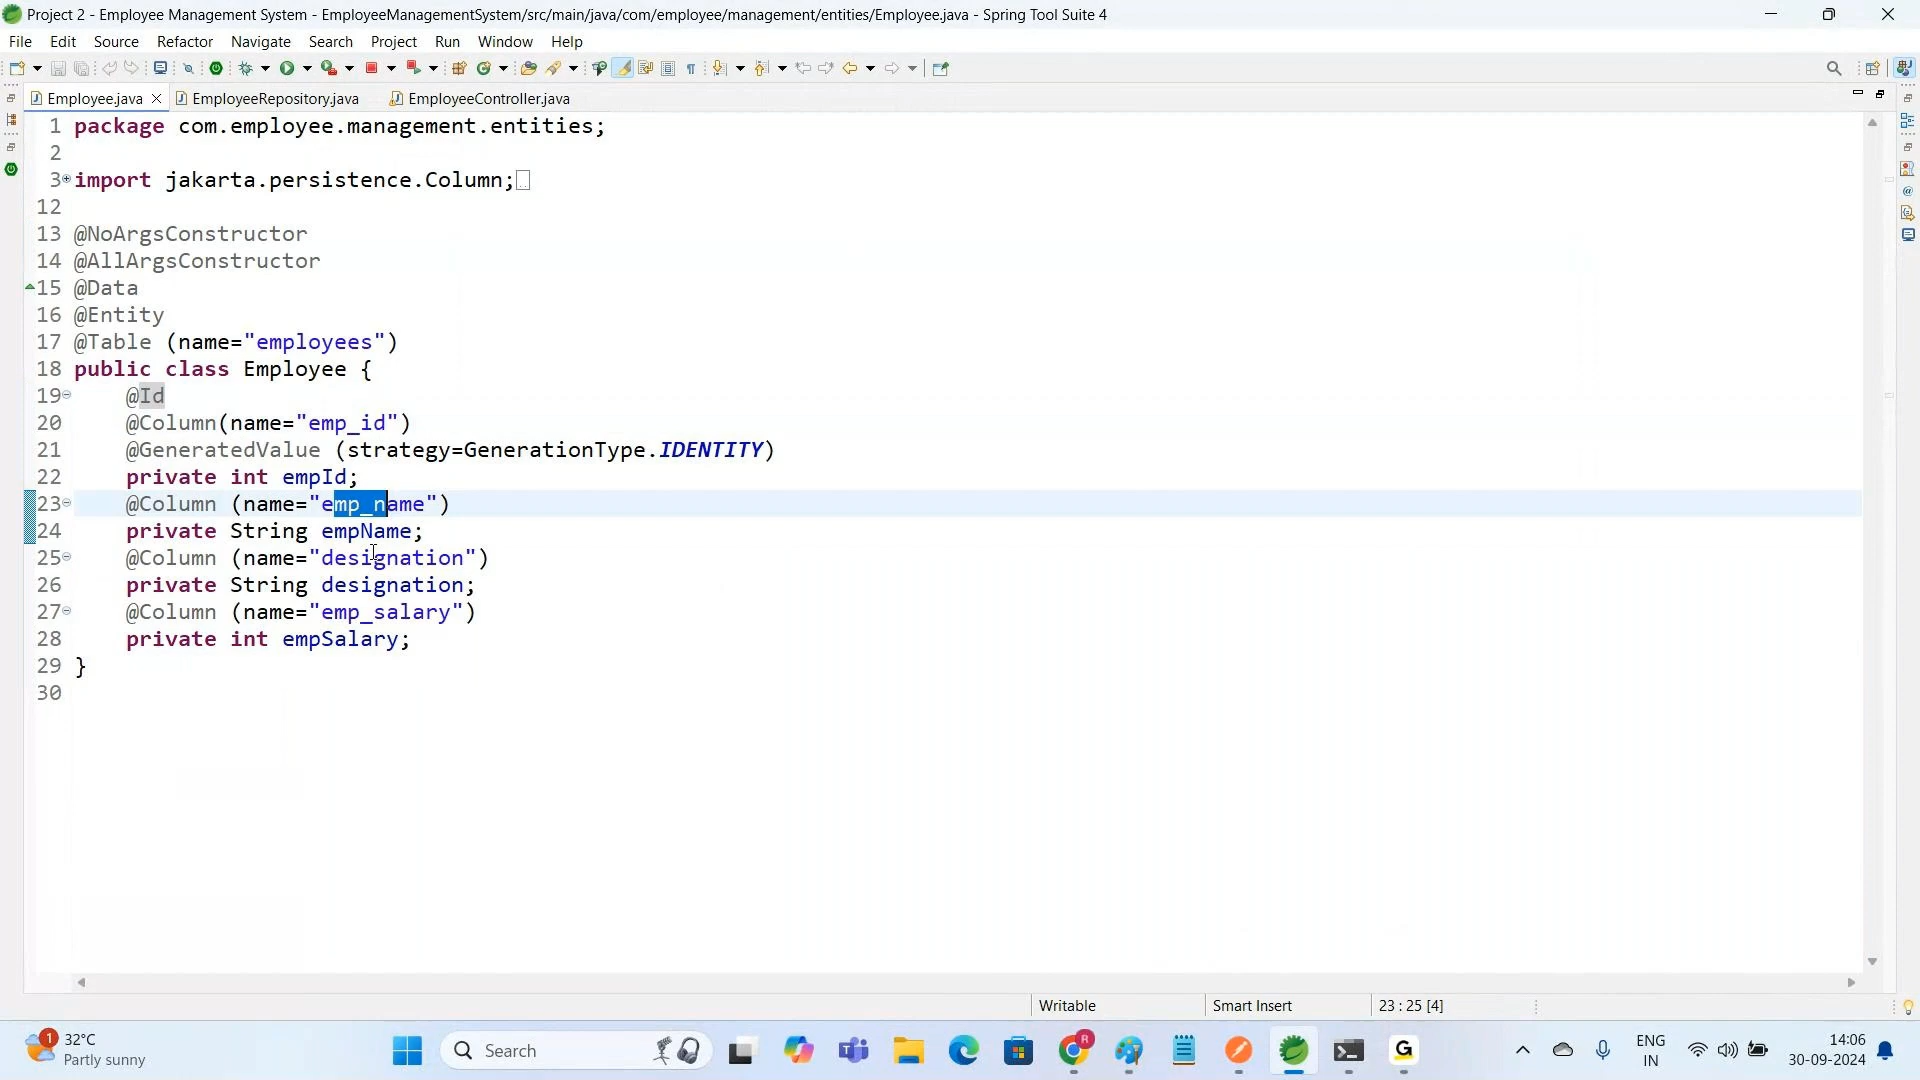 Project 2 - Employee Management System - EmployeeManagementSystem/src/main/java/com/employee/management/entities/Employee.java - Spring Tool Suite 4
File Edit Source Refactor Navigate Search Project Run Window Help
Employee.java EmployeeRepository.java EmployeeController.java
1 package com.employee.management.entities;
2
3 import jakarta.persistence.Column;
12
13 @NoArgsConstructor
14 @AllArgsConstructor
15 @Data
16 @Entity
17 @Table (name="employees")
18 public class Employee {
19 @Id
20 @Column(name="emp_id")
21 @GeneratedValue (strategy=GenerationType.IDENTITY)
22 private int empId;
23 @Column (name="emp_name")
24 private String empName;
25 @Column (name="designation")
26 private String designation;
27 @Column (name="emp_salary")
28 private int empSalary;
29 }
30
Writable Smart Insert 23 : 25 [4]
1 32°C
Partly sunny
Search
R
G
ENG
IN
14:06
30-09-2024